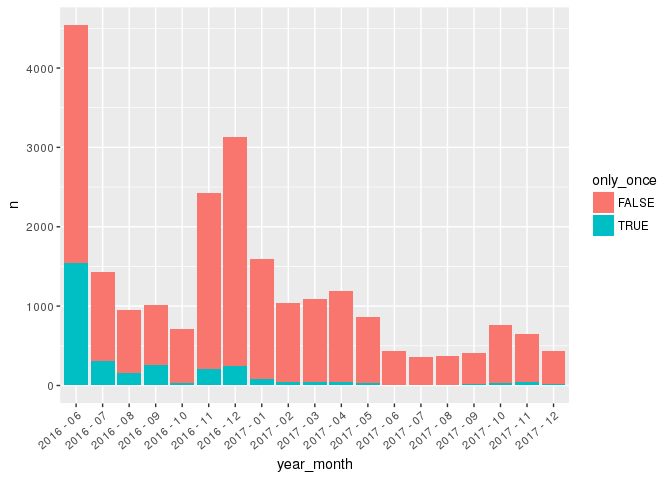 4000
3000
2000
1000
0
n
2016 - 06
2016 - 07
2016 - 08
2016 - 09
2016 - 10
2016 - 11
2016 - 12
2017 - 01
2017 - 02
2017 - 03
2017 - 04
2017 - 05
2017 - 06
2017 - 07
2017 - 08
2017 - 09
2017 - 10
2017 - 11
2017 - 12
year_month
only_once
FALSE
TRUE